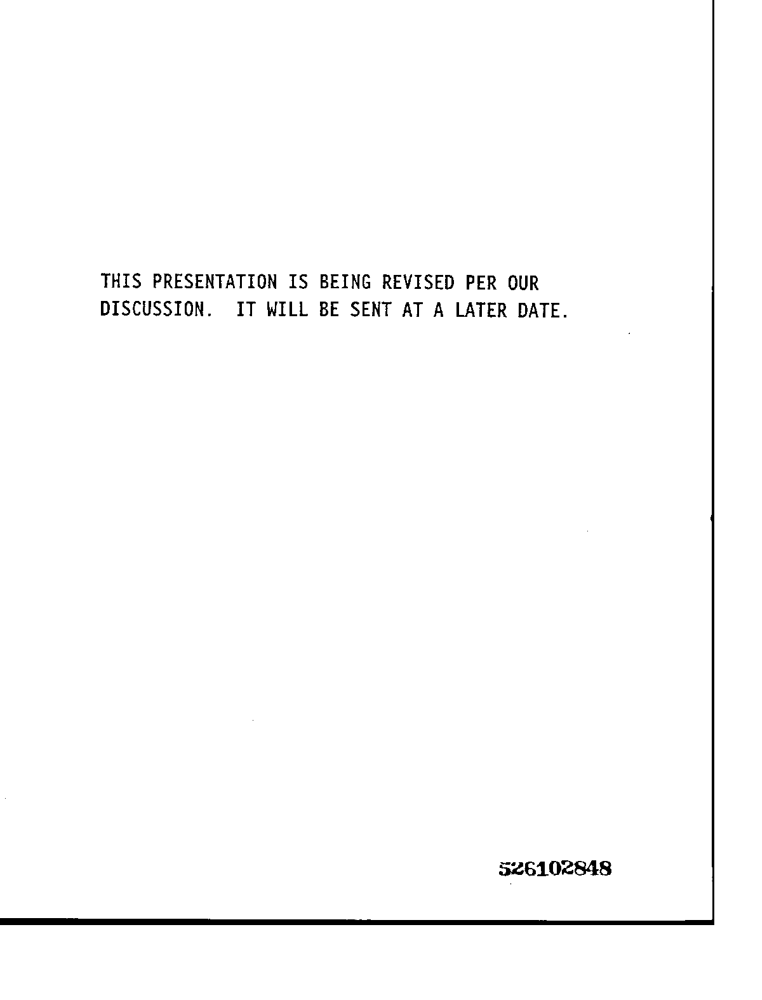 THIS PRESENTATION IS BEING REVISED PER OUR
DISCUSSION.  IT WILL BE SENT AT A LATER DATE.
526102848